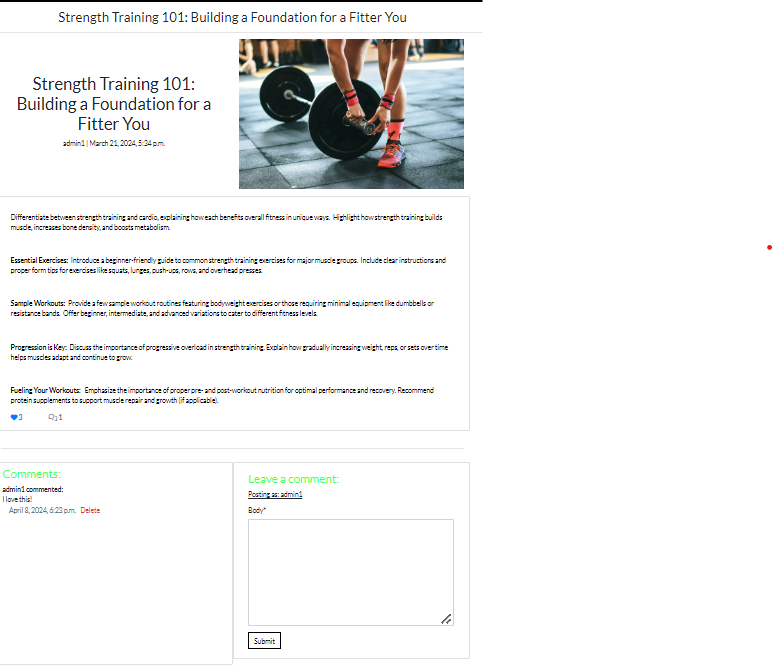 Strength Training 101: Building a Foundation for a Fitter You
Strength Training 101:
Building a Foundation for a
Fitter You
admin1 | March 21, 2024, 5:34 p.m.
Differentiate between strength training and cardio, explaining how each benefits overall fitness in unique ways. Highlight how strength training builds
muscle, increases bone density, and boosts metabolism.
Essential Exercises: Introduce a beginner-friendly guide to common strength training exercises for major muscle groups. Include clear instructions and
proper form tips for exercises like squats, lunges, push-ups, rows, and overhead presses.
Sample Workouts: Provide a few sample workout routines featuring bodyweight exercises or those requiring minimal equipment like dumbbells or
resistance bands. Offer beginner, intermediate, and advanced variations to cater to different fitness levels.
Progression is Key: Discuss the importance of progressive overload in strength training. Explain how gradually increasing weight, reps, or sets over time
helps muscles adapt and continue to grow.
Fueling Your Workouts: Emphasize the importance of proper pre- and post-workout nutrition for optimal performance and recovery. Recommend
protein supplements to support muscle repair and growth (if applicable).
3 1
Comments:
admin1 commented:
I love this!
April 8, 2024, 6:23 p.m. Delete
Leave a comment:
Posting as: admin1
Body*
Submit